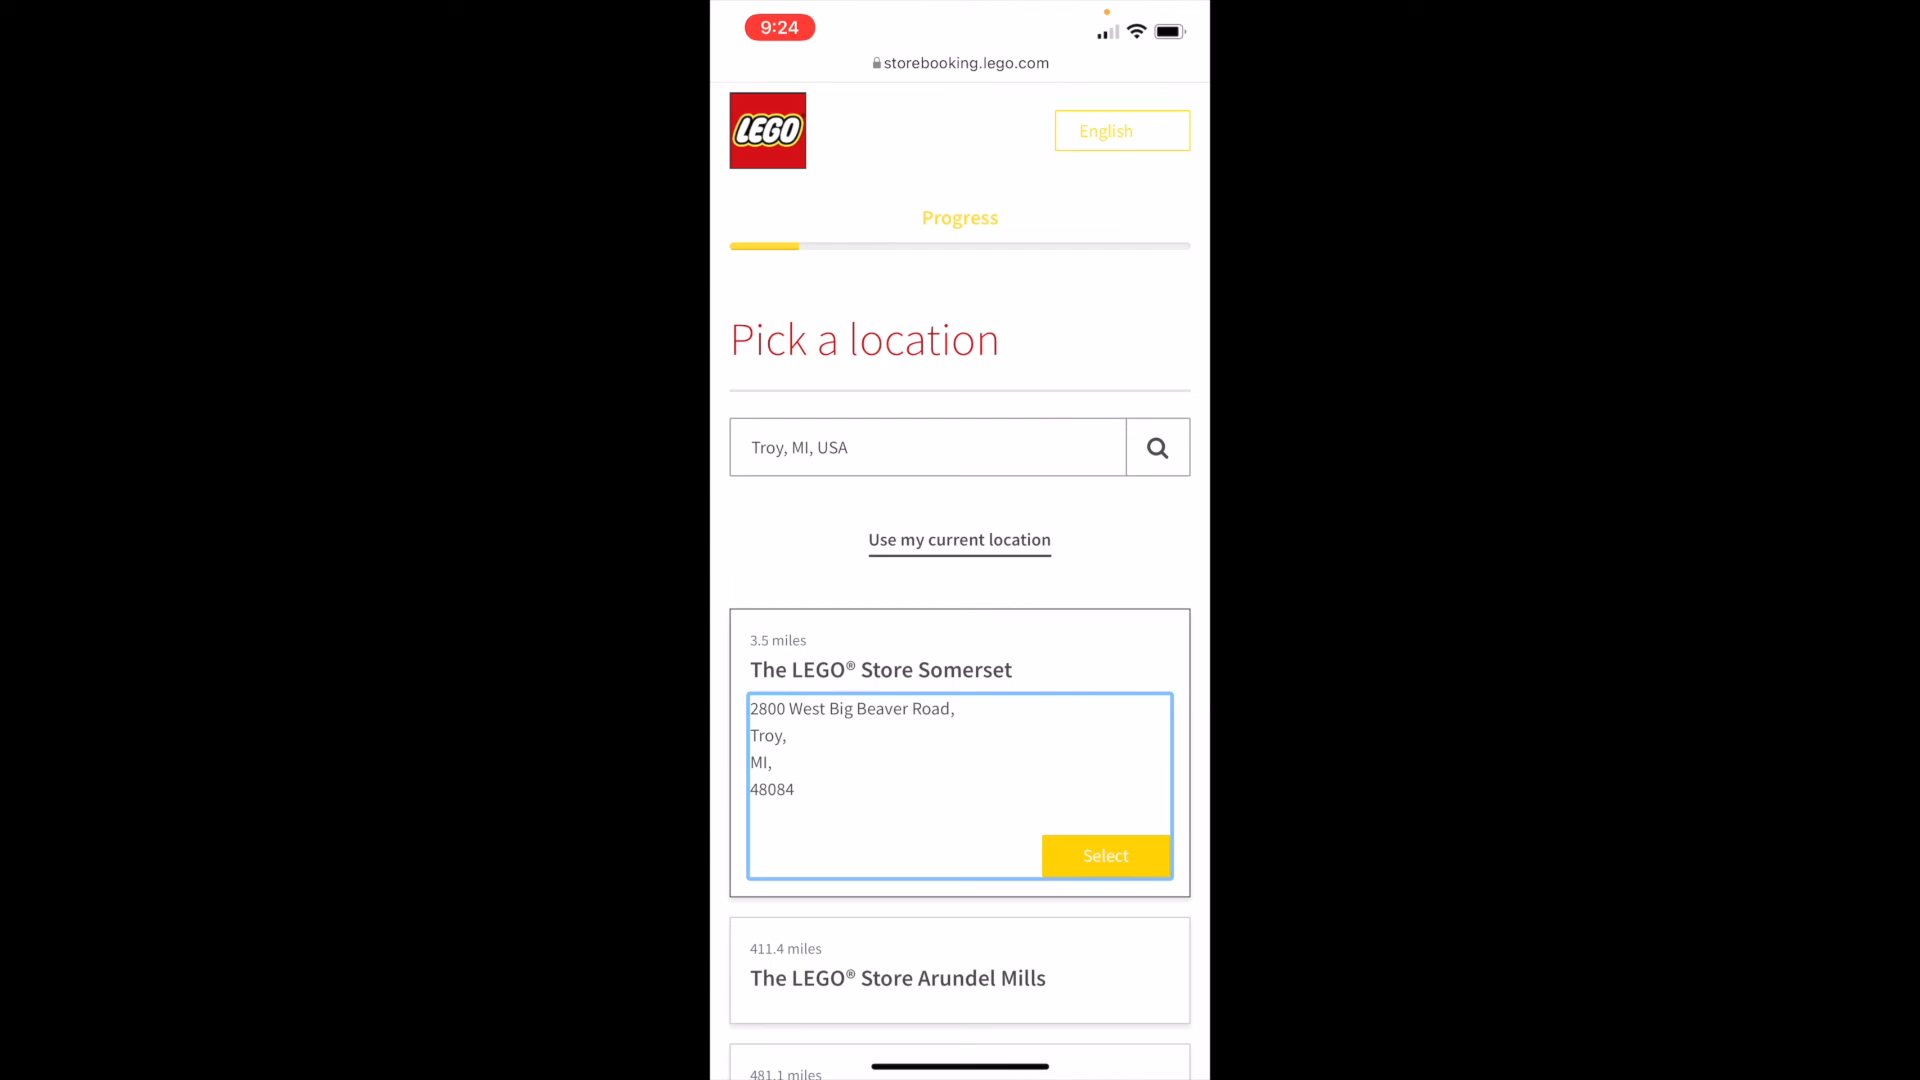 9:24
storebooking.lego.com
LEGO
English
Progress
Pick a location
Troy, MI, USA
Use my current location
3.5 miles
The LEGO® Store Somerset
2800 West Big Beaver Road,
Troy,
MI,
48084
Select
411.4 miles
The LEGO® Store Arundel Mills
481.1 miles